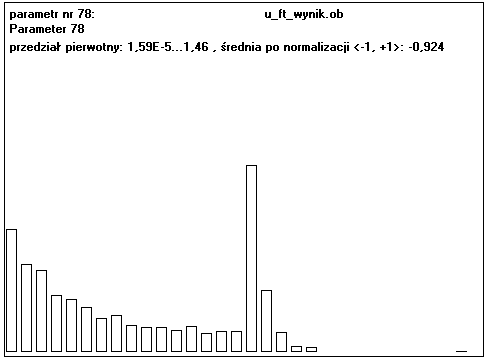 parametr nr 78: u_ft_wynik.ob
Parameter 78
przedział pierwotny: 1,59E-5...1,46 , średnia po normalizacji <-1, +1>: -0,924